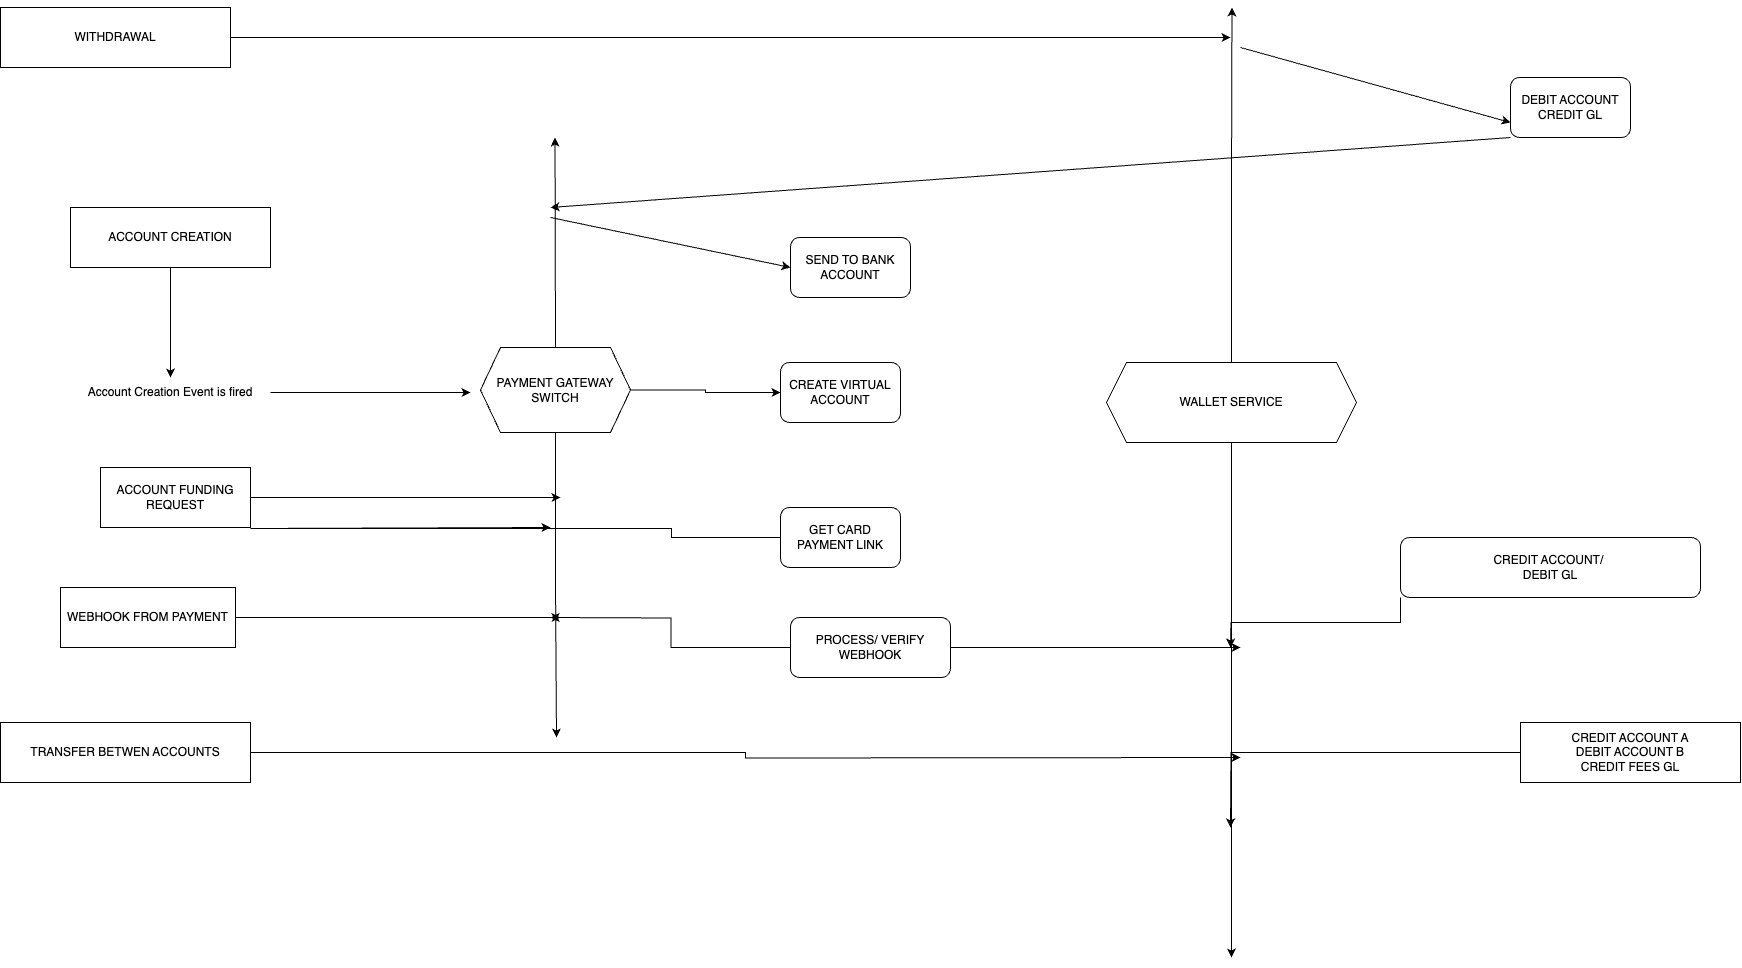 WITHDRAWAL
DEBIT ACCOUNT
CREDIT GL
ACCOUNT CREATION
SEND TO BANK
ACCOUNT
Account Creation Event is fired
PAYMENT GATEWAY
SWITCH
CREATE VIRTUAL
ACCOUNT
WALLET SERVICE
ACCOUNT FUNDING
REQUEST
GET CARD
PAYMENT LINK
CREDIT ACCOUNT/
DEBIT GL
WEBHOOK FROM PAYMENT
PROCESS/ VERIFY
WEBHOOK
TRANSFER BETWEN ACCOUNTS
CREDIT ACCOUNT A
DEBIT ACCOUNT B
CREDIT FEES GL